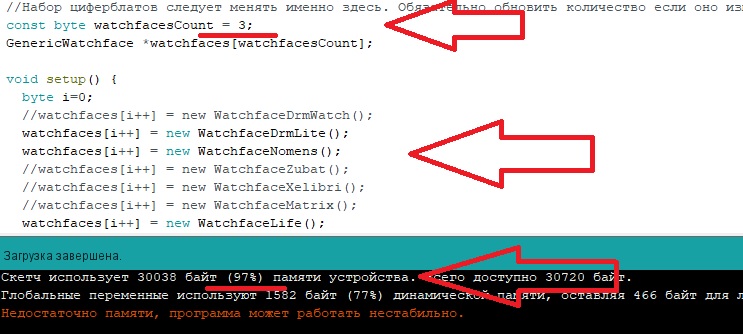 //Набор циферблатов следует менять именно здесь. Обязательно обновить количество если оно из
const byte watchfacesCount = 3;
GenericWatchface *watchfaces[watchfacesCount];
void setup() {
byte i=0;
//watchfaces[i++] = new WatchfaceDrmWatch();
watchfaces[i++] = new WatchfaceDrmLite();
watchfaces[i++] = new WatchfaceNomens();
//watchfaces[i++] = new WatchfaceZubat();
//watchfaces[i++] = new WatchfaceXelibri();
//watchfaces[i++] = new WatchfaceMatrix();
watchfaces[i++] = new WatchfaceLife();
Загрузка завершена.
Скетч использует 30038 байт (97%) памяти устройства. Всего доступно 30720 байт.
Глобальные переменные используют 1582 байт (77%) динамической памяти, оставляя 466 байт для л
Недостаточно памяти, программа может работать нестабильно.